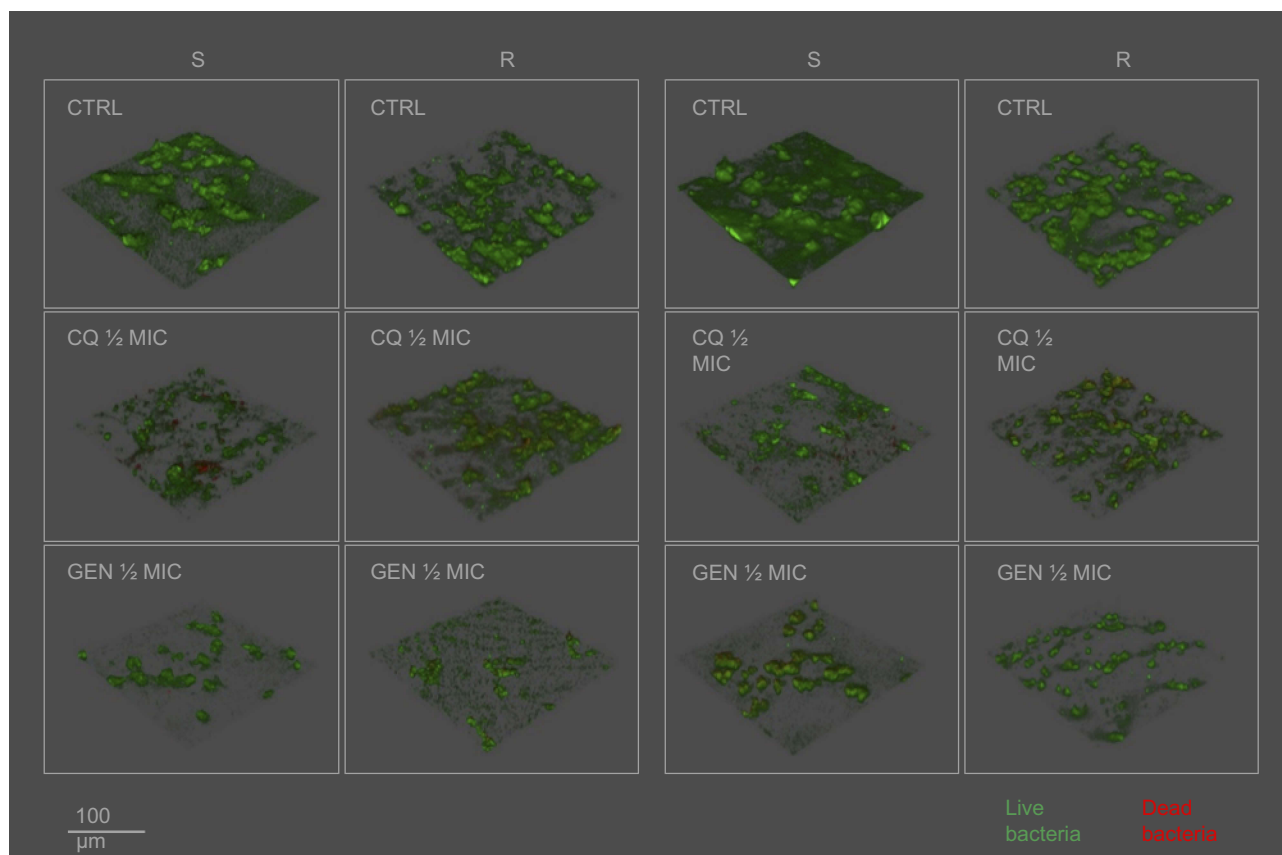 S
R
S
R
CTRL
CTRL
CTRL
CTRL
CQ ½ MIC
CQ ½ MIC
CQ ½
MIC
CQ ½
MIC
GEN ½ MIC
GEN ½ MIC
GEN ½ MIC
GEN ½ MIC
100
µm
Live
bacteria
Dead
bacteria